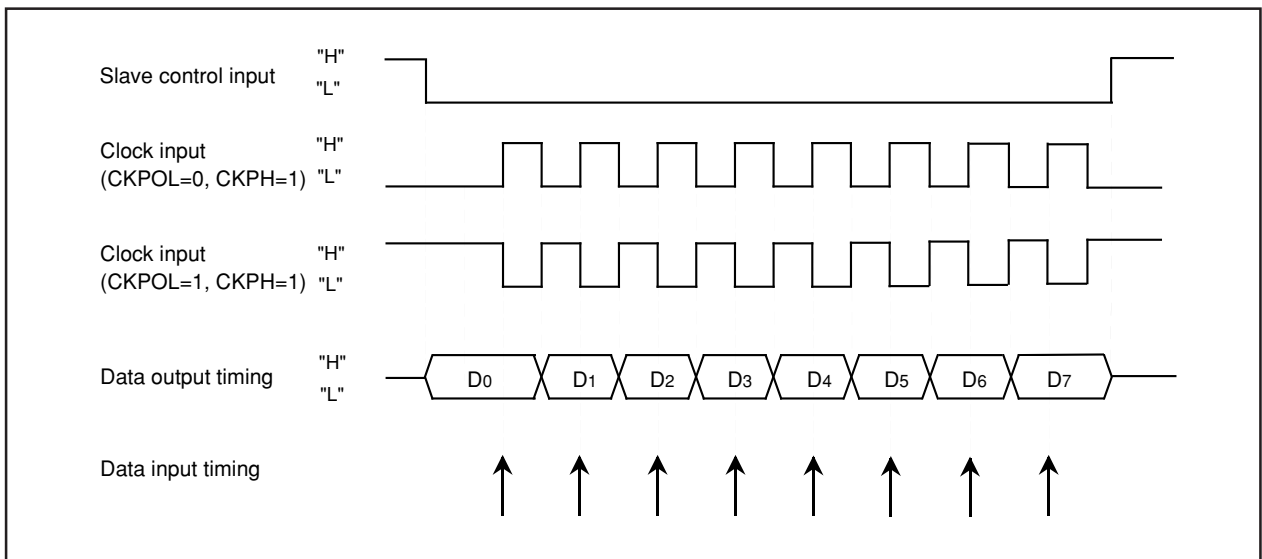 Slave control input "H"
"L"
Clock input "H"
(CKPOL=0, CKPH=1) "L"
Clock input "H"
(CKPOL=1, CKPH=1) "L"
Data output timing "H"
"L"
D0 D1 D2 D3 D4 D5 D6 D7
Data input timing